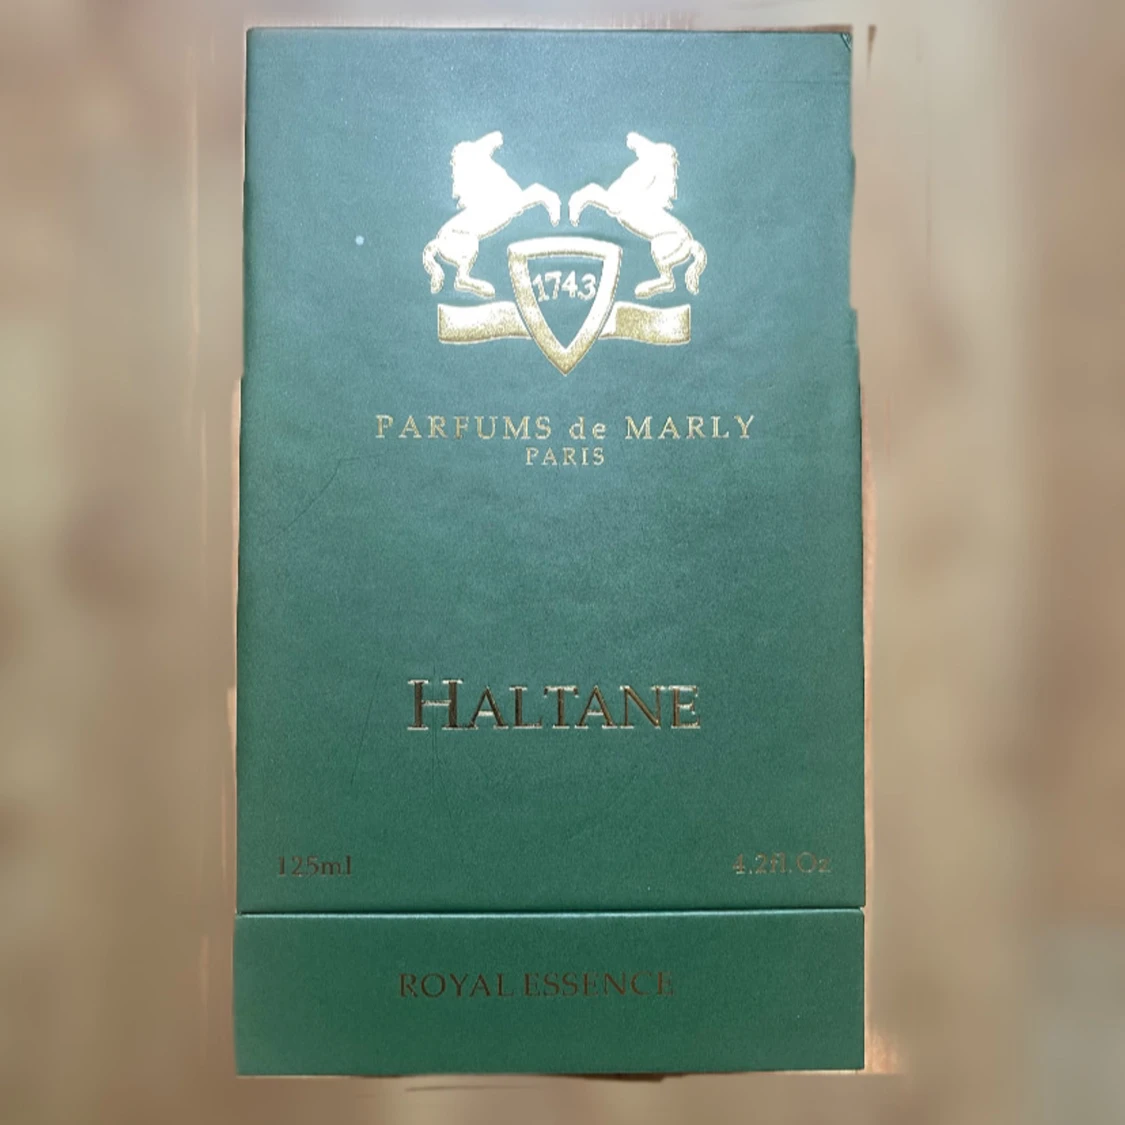 1743
PARFUMS de MARLY
PARIS
HALTANE
125ml 4.2fl.Oz
ROYAL ESSENCE